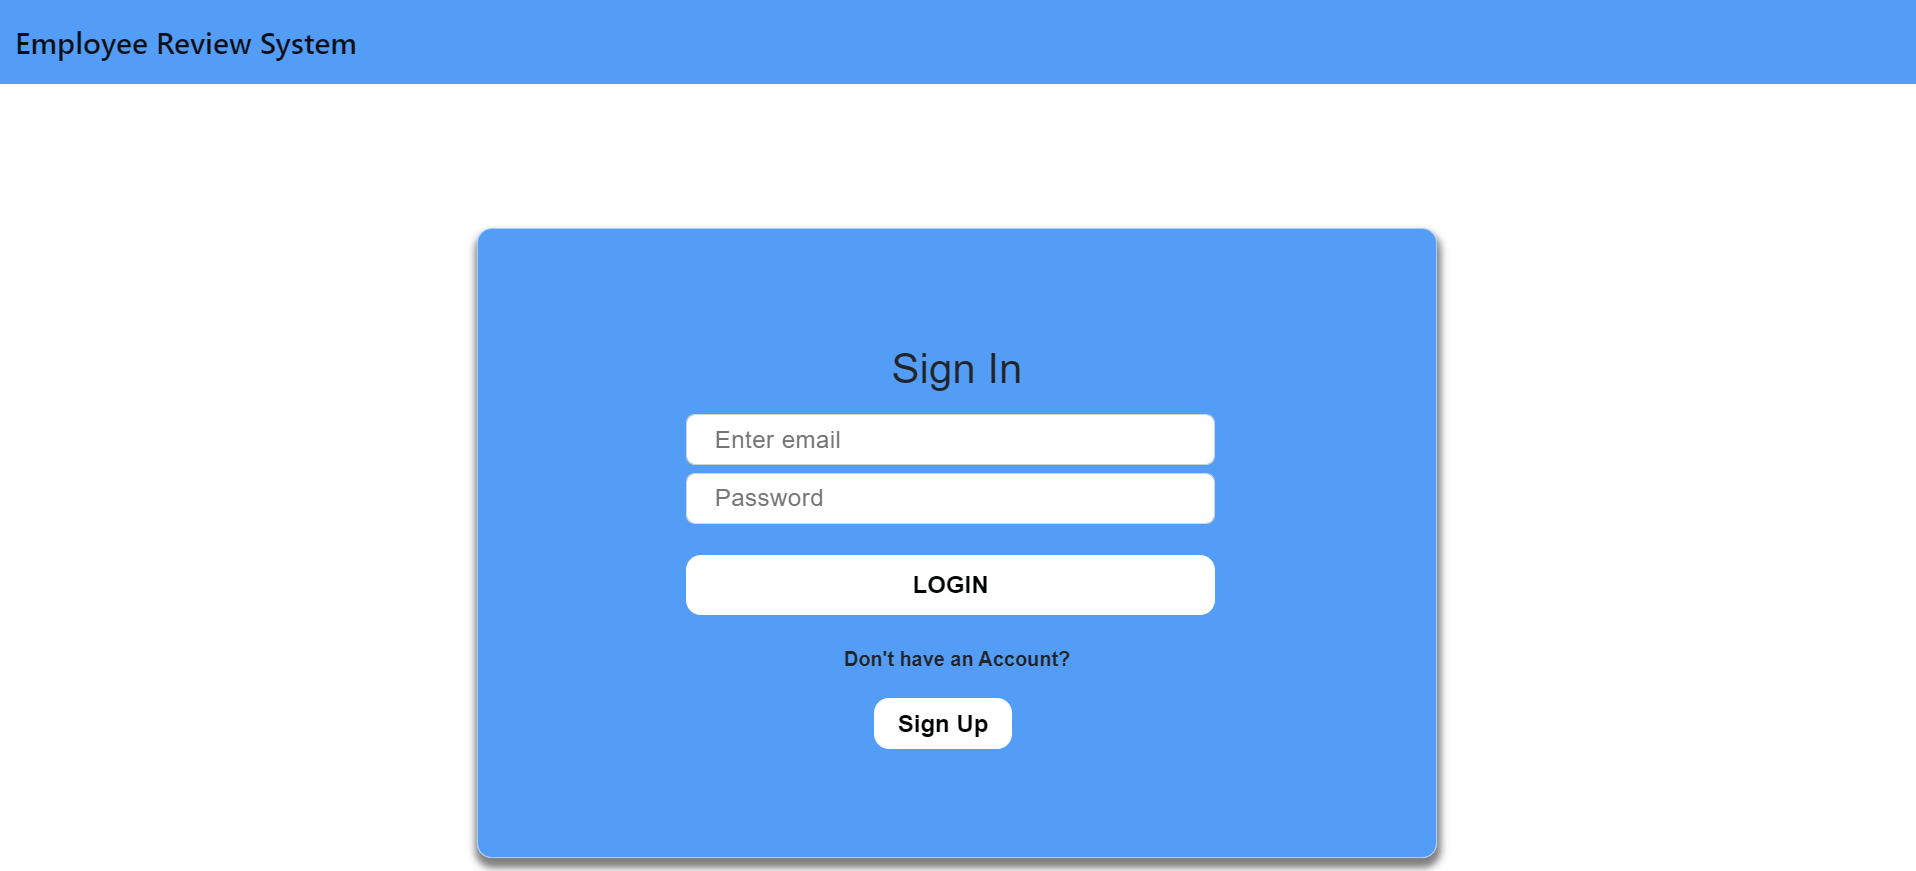 Employee Review System
Sign In
Enter email
Password
LOGIN
Don't have an Account?
Sign Up